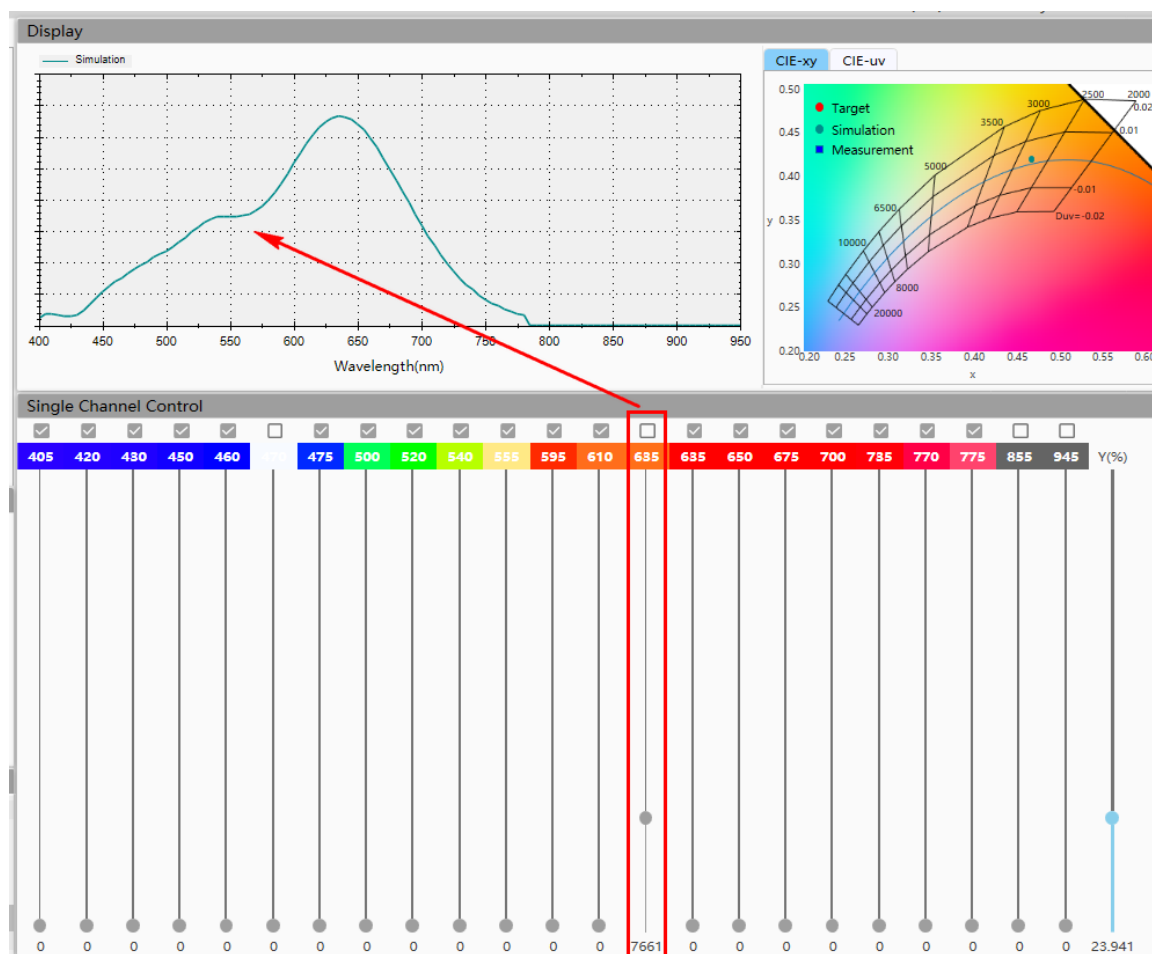 Display
Simulation
400 450 500 550 600 650 700 750 800 850 900 950
Wavelength(nm)
CIE-xy CIE-uv
0.50
0.45
0.40
y 0.35
0.30
0.25
0.20
Target
Simulation
Measurement
2500 2000
3000
0.02
3500
0.01
5000
-0.01
6500
Duv= -0.02
10000
8000
20000
0.20 0.25 0.30 0.35 0.40 0.45 0.50 0.55 0.60
x
Single Channel Control
405 420 430 450 460 470 475 500 520 540 555 595 610 635 635 650 675 700 735 770 775 855 945 Y(%)
0 0 0 0 0 0 0 0 0 0 0 0 0 7661 0 0 0 0 0 0 0 0 0 23.941